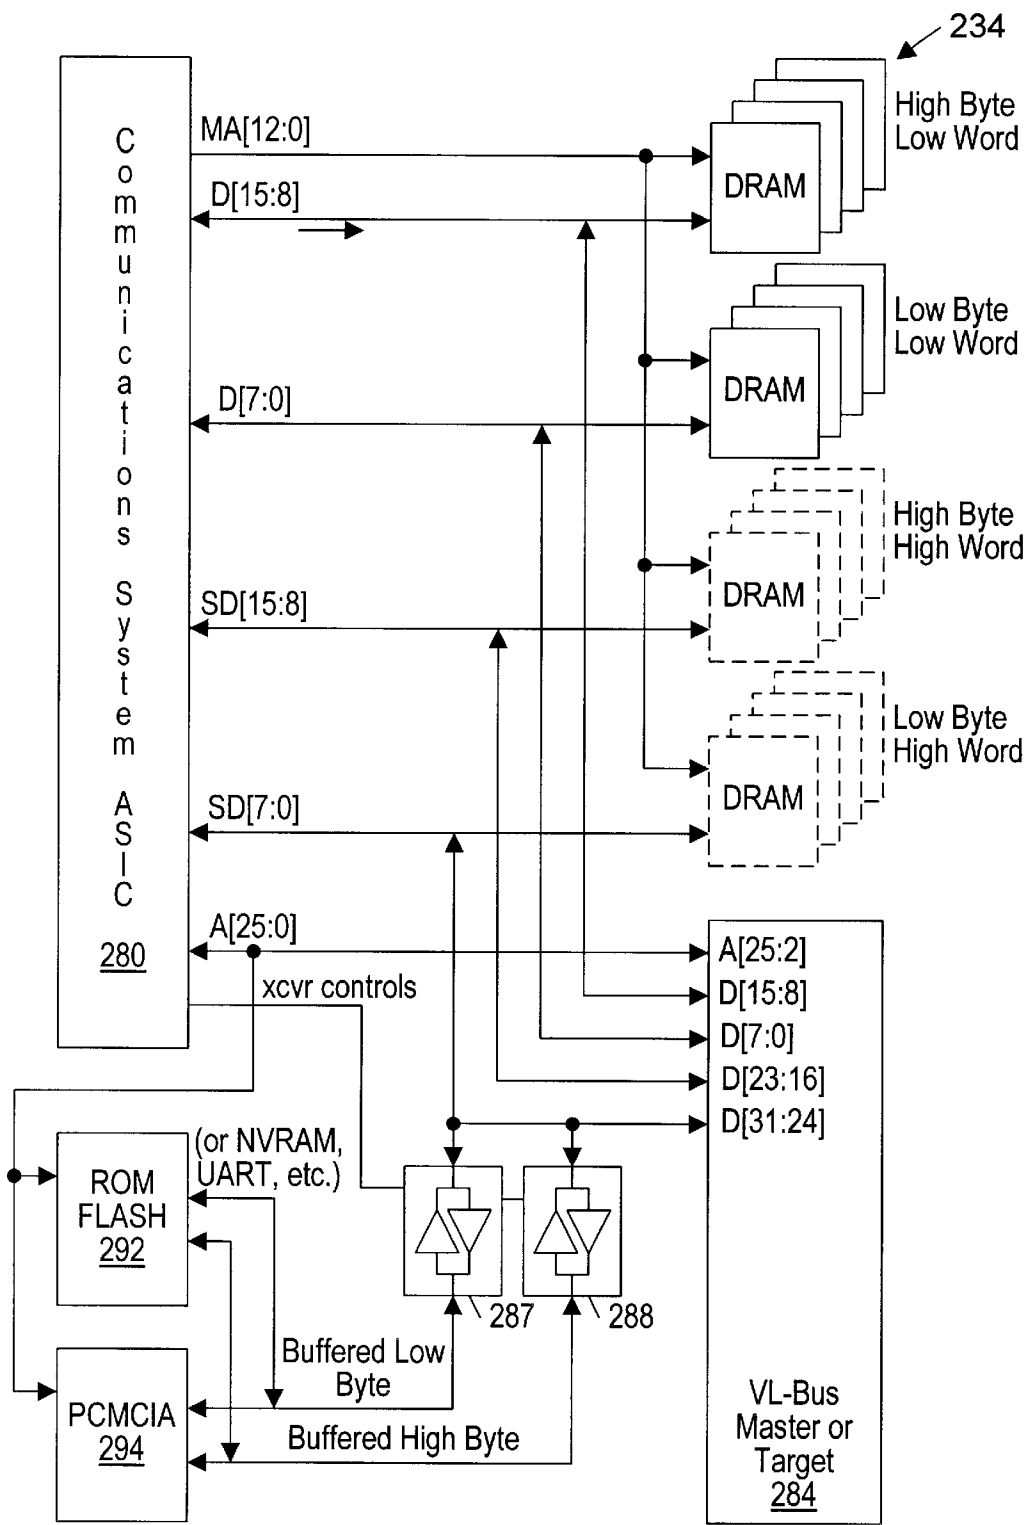 234
High Byte
Low Word
MA[12:0]
DRAM
D[15:8]
Low Byte
Low Word
DRAM
D[7:0]
High Byte
High Word
DRAM
SD[15:8]
Low Byte
High Word
DRAM
SD[7:0]
Communications System ASIC
280
A[25:0]
xcvr controls
A[25:2]
D[15:8]
D[7:0]
D[23:16]
D[31:24]
(or NVRAM,
UART, etc.)
ROM
FLASH
292
287
288
Buffered Low
Byte
PCMCIA
294
Buffered High Byte
VL-Bus
Master or
Target
284